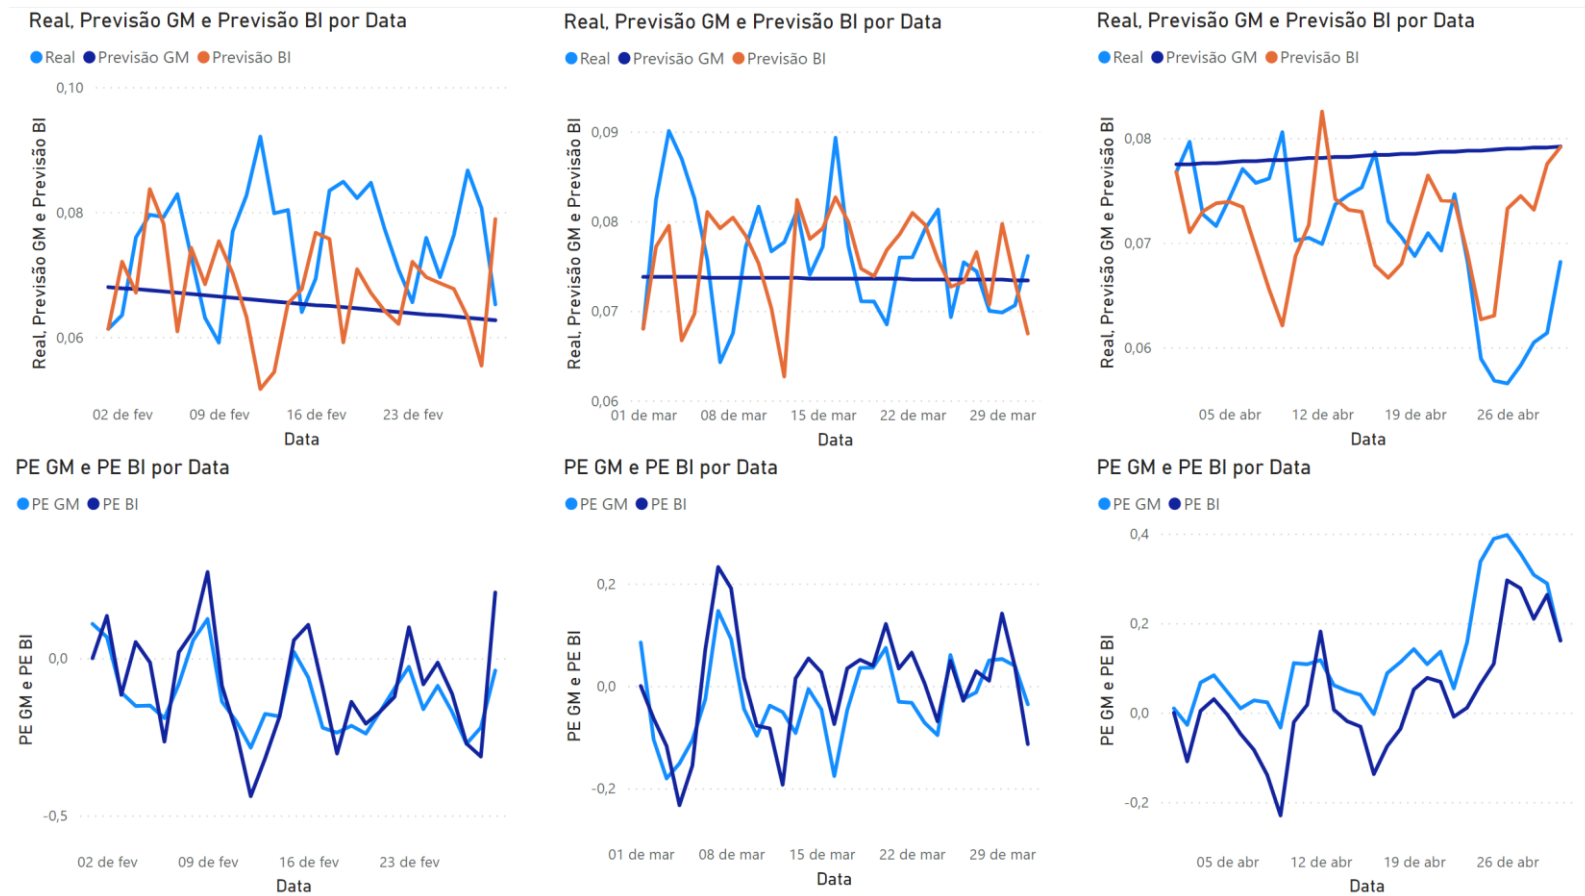 Real, Previsão GM e Previsão BI por Data
Real Previsão GM Previsão BI
Real, Previsão GM e Previsão BI
0,10
0,08
0,06
02 de fev 09 de fev 16 de fev 23 de fev
Data
Real, Previsão GM e Previsão BI por Data
Real Previsão GM Previsão BI
Real, Previsão GM e Previsão BI
0,09
0,08
0,07
0,06
01 de mar 08 de mar 15 de mar 22 de mar 29 de mar
Data
Real, Previsão GM e Previsão BI por Data
Real Previsão GM Previsão BI
Real, Previsão GM e Previsão BI
0,08
0,07
0,06
05 de abr 12 de abr 19 de abr 26 de abr
Data
PE GM e PE BI por Data
PE GM PE BI
PE GM e PE BI
0,0
-0,5
02 de fev 09 de fev 16 de fev 23 de fev
Data
PE GM e PE BI por Data
PE GM PE BI
PE GM e PE BI
0,2
0,0
-0,2
01 de mar 08 de mar 15 de mar 22 de mar 29 de mar
Data
PE GM e PE BI por Data
PE GM PE BI
PE GM e PE BI
0,4
0,2
0,0
-0,2
05 de abr 12 de abr 19 de abr 26 de abr
Data